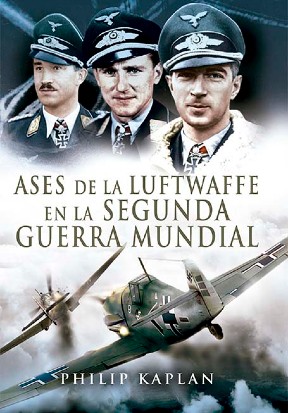 ASES DE LA LUFTWAFFE
EN LA SEGUNDA
GUERRA MUNDIAL
PHILIP KAPLAN